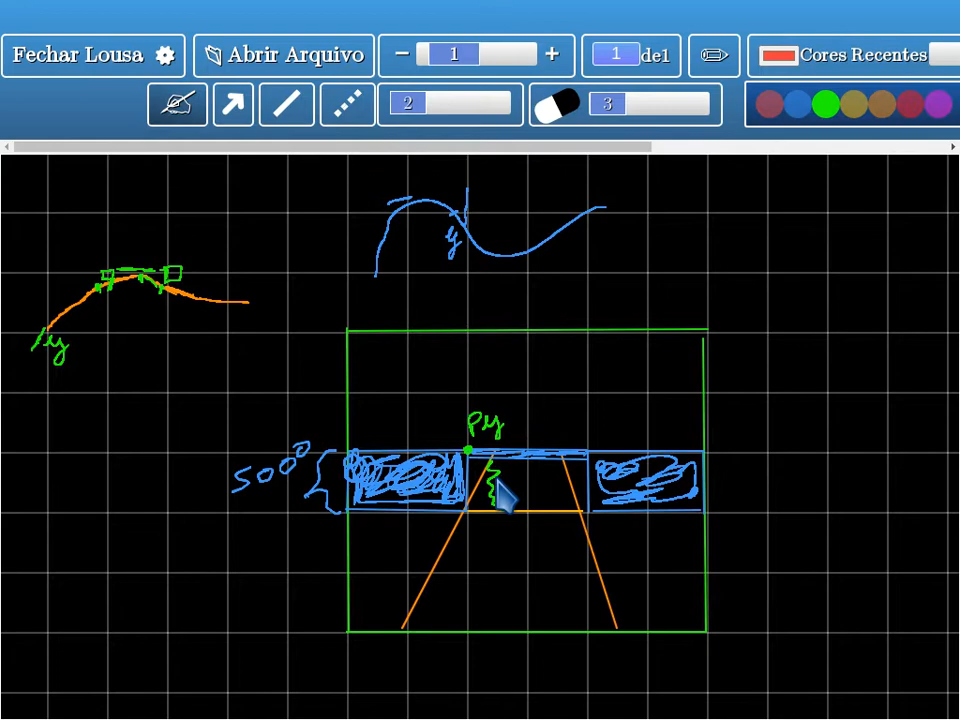 Fechar Lousa Abrir Arquivo − 1 + 1 de1 Cores Recentes
2 3
y
y
py
500